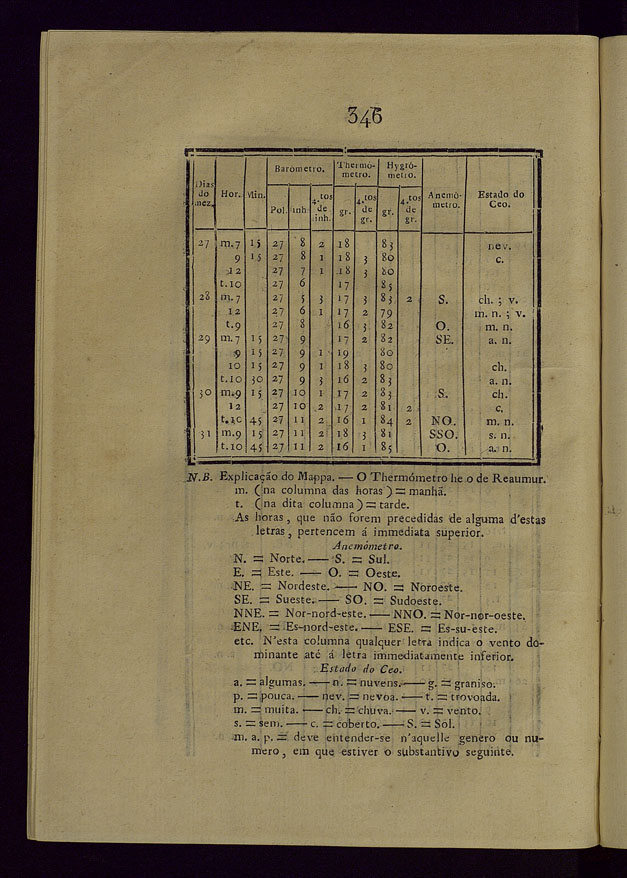 346
Dias do mez. Hor. Min. Barómetro. Thermómetro. Hygrómetro. Anemómetro. Estado do Ceo.
Pol. linh. 4.tos de linh. gr. 4.tos de gr. gr. 4.tos de gr.
27 m.7 15 27 8 2 18 83 nev.
9 15 27 8 1 18 3 80 c.
12 27 7 1 18 3 80
t.10 27 6 17 85
28 m.7 27 5 3 17 3 83 2 S. ch. ; v.
12 27 6 1 17 2 79 m. n. ; v.
t.9 27 8 16 3 82 O. m. n.
29 m.7 15 27 9 17 2 82 SE. a. n.
9 15 27 9 1 19 80
10 15 27 9 1 18 3 80 ch.
t.10 30 27 9 3 16 2 83 a. n.
30 m.9 15 27 10 1 17 2 83 S. ch.
12 27 10 2 17 2 81 2 c.
t.10 45 27 11 2 16 1 84 2 NO. m. n.
31 m.9 15 27 11 2 18 3 81 SSO. s. n.
t.10 45 27 11 2 16 1 85 O. a. n.
N.B. Explicação do Mappa. — O Thermómetro he o de Reaumur.
m. (na columna das horas) = manhã.
t. (na dita columna) = tarde.
As horas, que não forem precedidas de alguma d'estas
letras, pertencem á immediata superior.
Anemómetro.
N. = Norte. — S. = Sul.
E. = Este. — O. = Oeste.
NE. = Nordeste. — NO. = Noroeste.
SE. = Sueste. — SO. = Sudoeste.
NNE. = Nor-nord-este. — NNO. = Nor-nor-oeste.
ENE. = Es-nord-este. — ESE. = Es-su-este.
etc. N'esta columna qualquer letra indica o vento do-
minante até á letra immediatamente inferior.
Estado do Ceo.
a. = algumas. — n. = nuvens. — g. = graniso.
p. = pouca. — nev. = nevoa. — t. = trovoada.
m. = muita. — ch. = chuva. — v. = vento.
s. = sem. — c. = coberto. — S. = Sol.
m. a. p. = deve entender-se n'aquelle genero ou nu-
mero, em que estiver o substantivo seguinte.